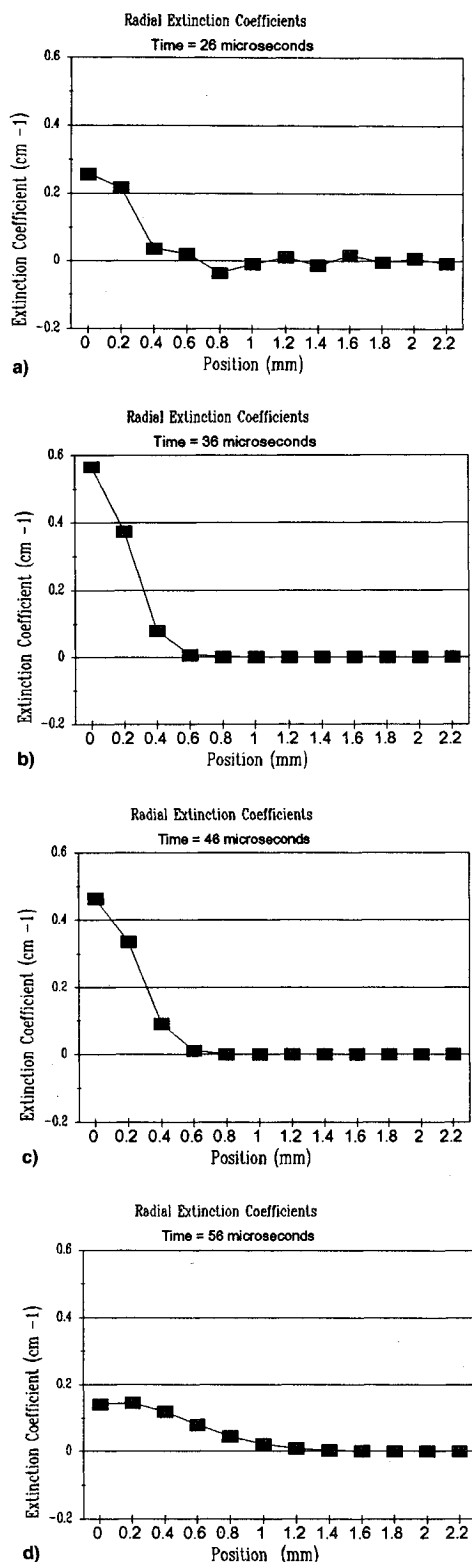 Radial Extinction Coefficients
Time = 26 microseconds
Extinction Coefficient (cm -1)
0.6
0.4
0.2
0
-0.2
0 0.2 0.4 0.6 0.8 1 1.2 1.4 1.6 1.8 2 2.2
Position (mm)
a)
Radial Extinction Coefficients
Time = 36 microseconds
Extinction Coefficient (cm -1)
0.6
0.4
0.2
0
-0.2
0 0.2 0.4 0.6 0.8 1 1.2 1.4 1.6 1.8 2 2.2
Position (mm)
b)
Radial Extinction Coefficients
Time = 46 microseconds
Extinction Coefficient (cm -1)
0.6
0.4
0.2
0
-0.2
0 0.2 0.4 0.6 0.8 1 1.2 1.4 1.6 1.8 2 2.2
Position (mm)
c)
Radial Extinction Coefficients
Time = 56 microseconds
Extinction Coefficient (cm -1)
0.6
0.4
0.2
0
-0.2
0 0.2 0.4 0.6 0.8 1 1.2 1.4 1.6 1.8 2 2.2
Position (mm)
d)